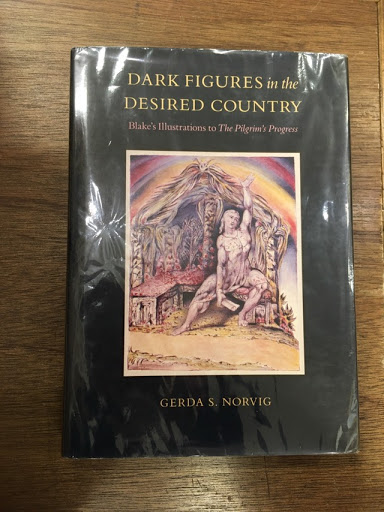 DARK FIGURES in the
DESIRED COUNTRY
Blake's Illustrations to The Pilgrim's Progress
GERDA S. NORVIG